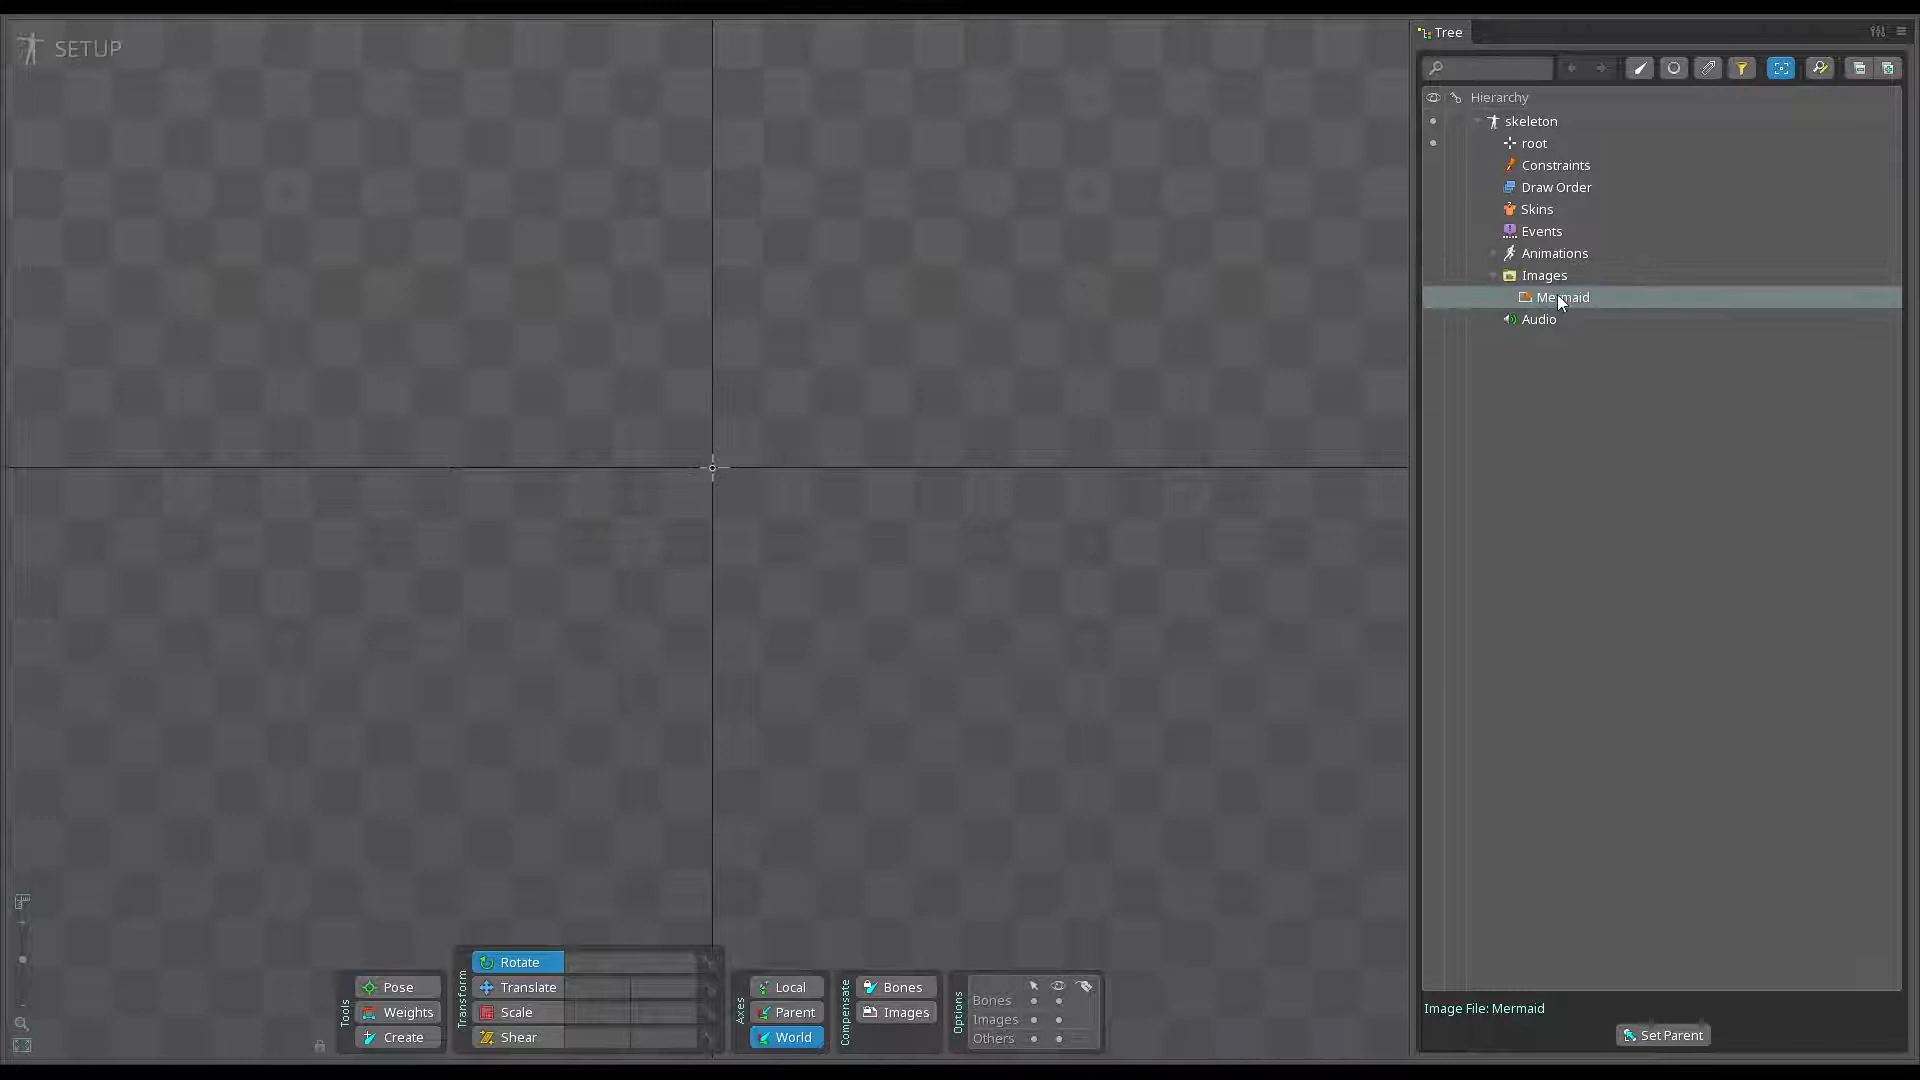 SETUP
Tree
Hierarchy
skeleton
root
Constraints
Draw Order
Skins
Events
Animations
Images
Mermaid
Audio
Tools
Pose
Weights
Create
Transform
Rotate
Translate
Scale
Shear
Axes
Local
Parent
World
Compensate
Bones
Images
Options
Bones
Images
Others
Image File: Mermaid
Set Parent